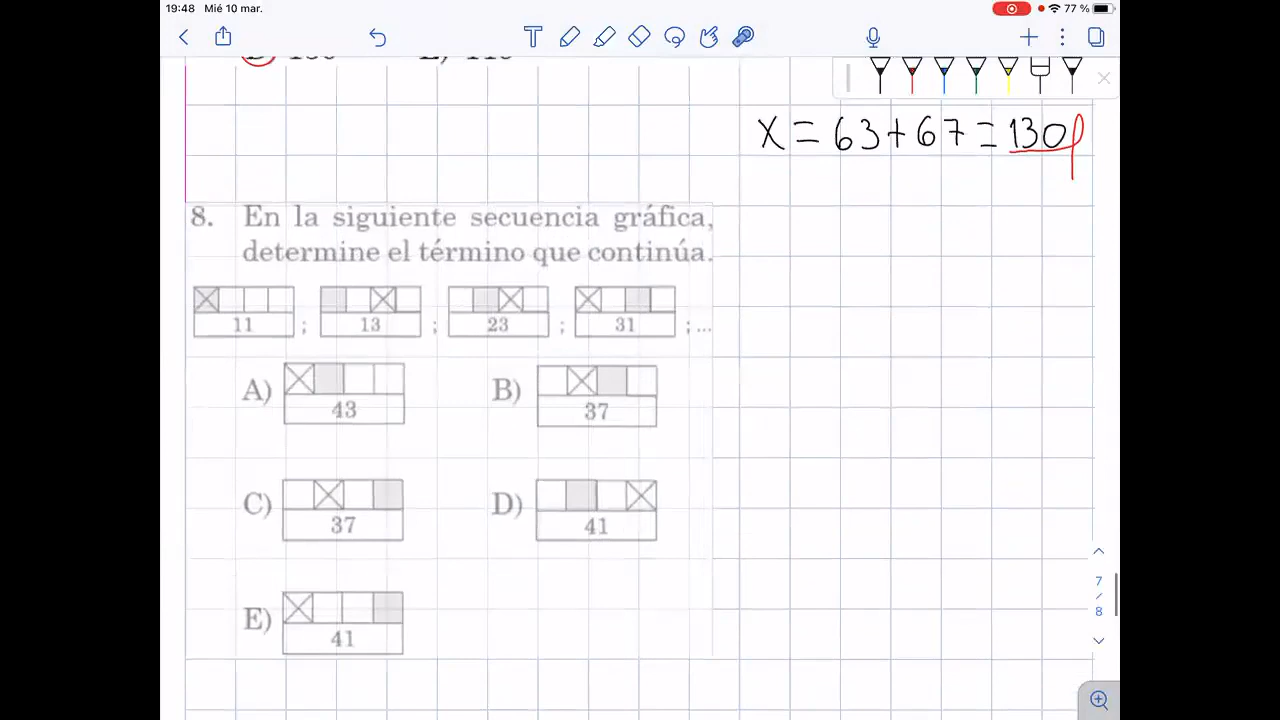 19:48 Mié 10 mar. 77 %
X = 63 + 67 = 130
8. En la siguiente secuencia gráfica,
determine el término que continúa.
11 ; 13 ; 23 ; 31 ; ...
A) 43 B) 37
C) 37 D) 41
E) 41
7
/
8